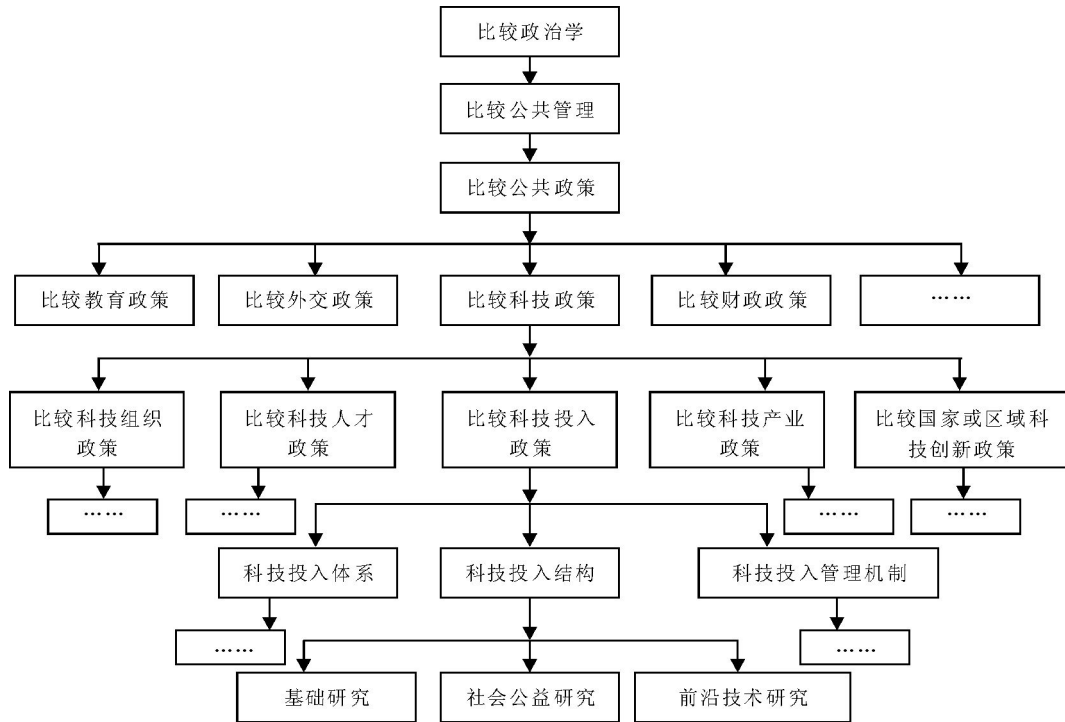 比较政治学
比较公共管理
比较公共政策
比较教育政策
比较外交政策
比较科技政策
比较财政政策
……
比较科技组织
政策
比较科技人才
政策
比较科技投入
政策
比较科技产业
政策
比较国家或区域科
技创新政策
……
……
……
……
科技投入体系
科技投入结构
科技投入管理机制
……
……
基础研究
社会公益研究
前沿技术研究